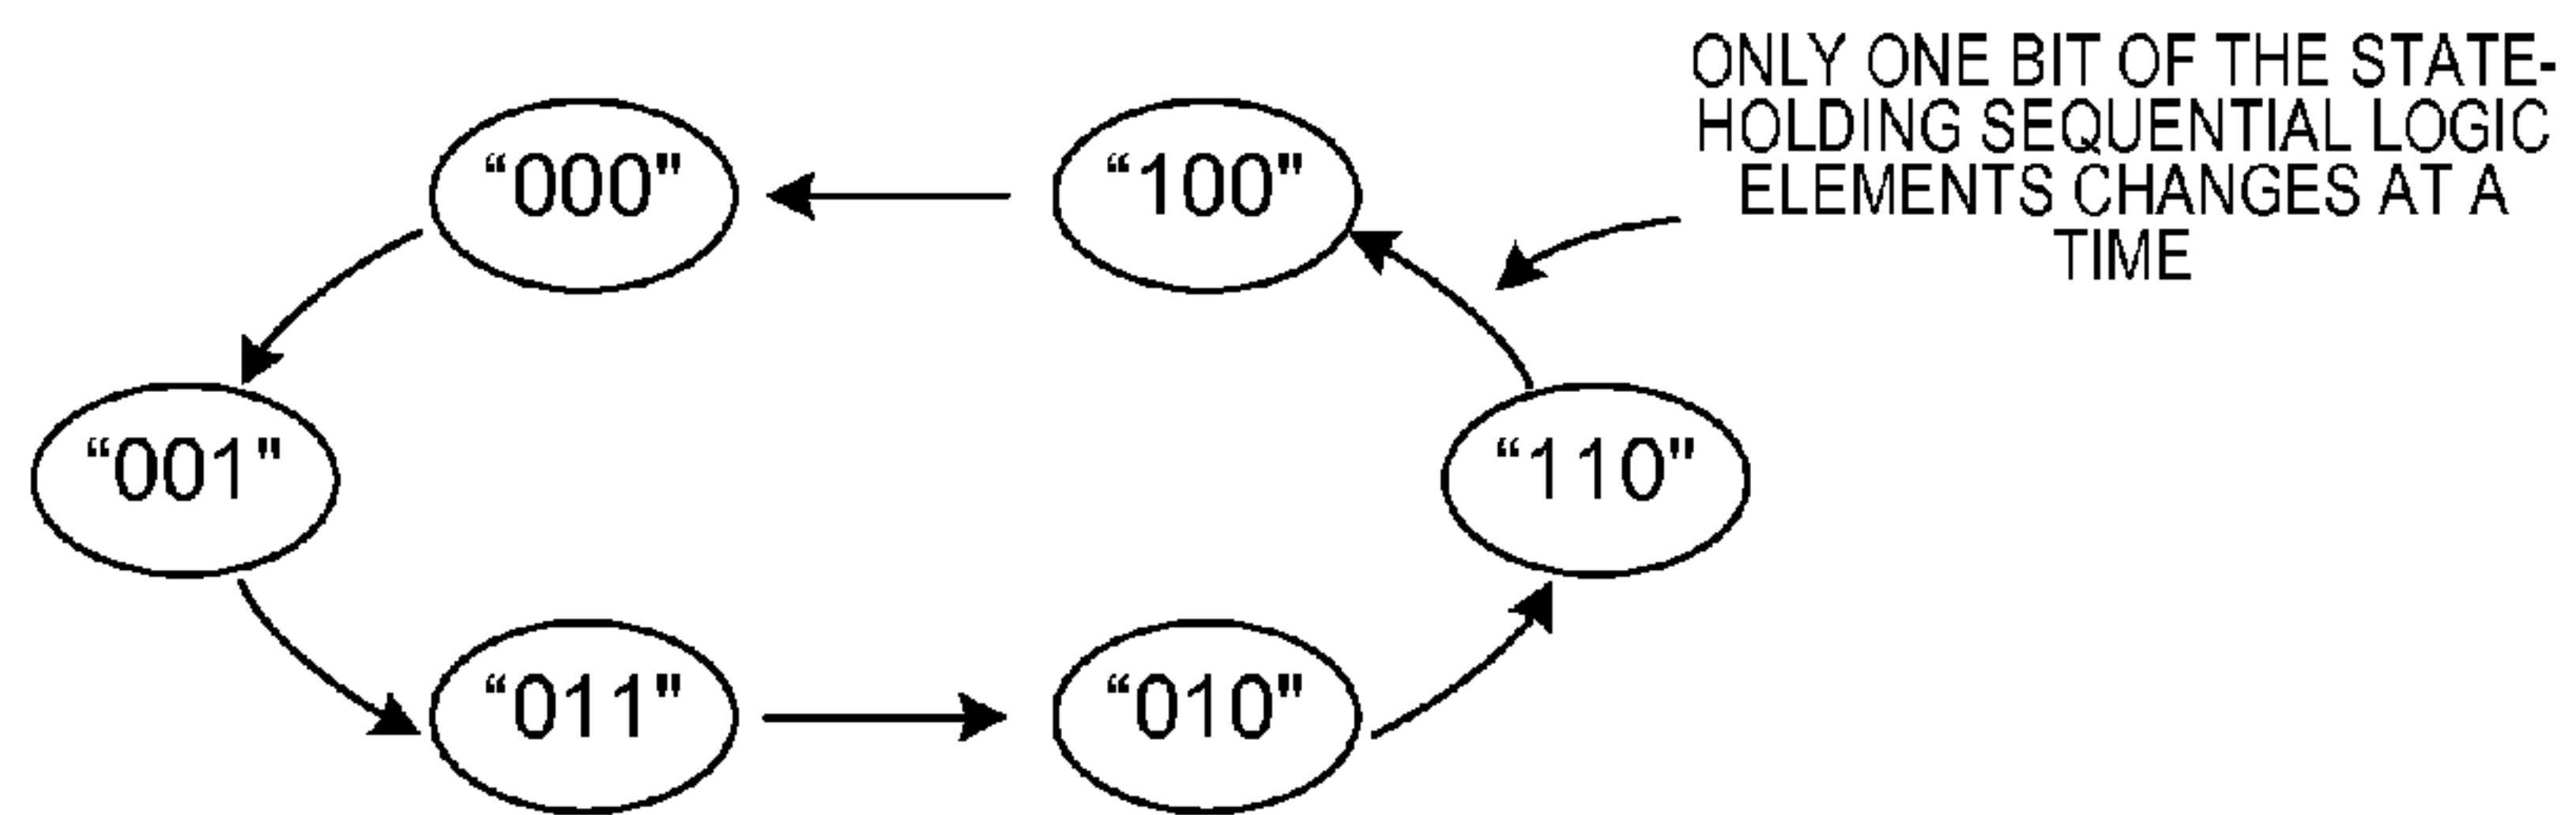 ONLY ONE BIT OF THE STATE-
HOLDING SEQUENTIAL LOGIC
ELEMENTS CHANGES AT A
TIME
“000"
“100"
“001"
“110"
“011"
“010"